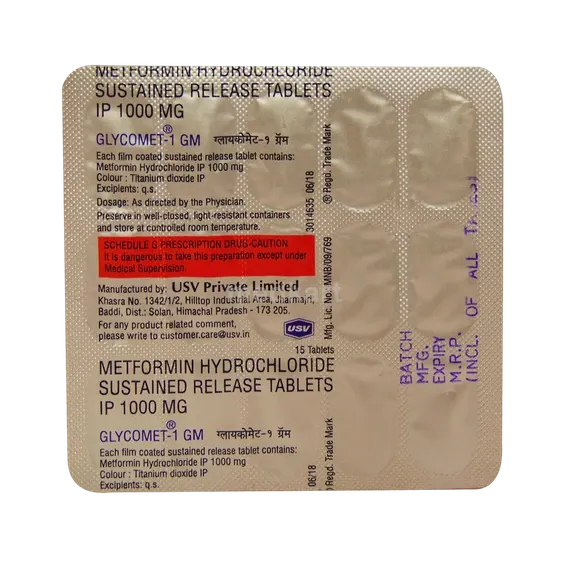 METFORMIN HYDROCHLORIDE
SUSTAINED RELEASE TABLETS
IP 1000 MG
GLYCOMET®-1 GM ग्लायकोमेट-१ ग्रॅम
Each film coated sustained release tablet contains:
Metformin Hydrochloride IP 1000 mg
Colour : Titanium dioxide IP
Excipients: q.s.
Dosage: As directed by the Physician.
Preserve in well-closed, light-resistant containers
and store at controlled room temperature.
SCHEDULE G PRESCRIPTION DRUG-CAUTION
It is dangerous to take this preparation except under
Medical Supervision.
Manufactured by: USV Private Limited
Khasra No. 1342/1/2, Hilltop Industrial Area, Jharmajri,
Baddi, Dist.: Solan, Himachal Pradesh - 173 205.
For any product related comment,
please write to customer.care@usv.in
USV
15 Tablets
METFORMIN HYDROCHLORIDE
SUSTAINED RELEASE TABLETS
IP 1000 MG
GLYCOMET®-1 GM ग्लायकोमेट-१ ग्रॅम
Each film coated sustained release tablet contains:
Metformin Hydrochloride IP 1000 mg
Colour : Titanium dioxide IP
Excipients: q.s.
3014635 06/18
® Regd. Trade Mark
Mfg. Lic. No.: MNB/09/769
06/18
Regd. Trade Mark
BATCH
MFG.
EXPIRY
M.R.P.
(INCL. OF ALL TAXES)